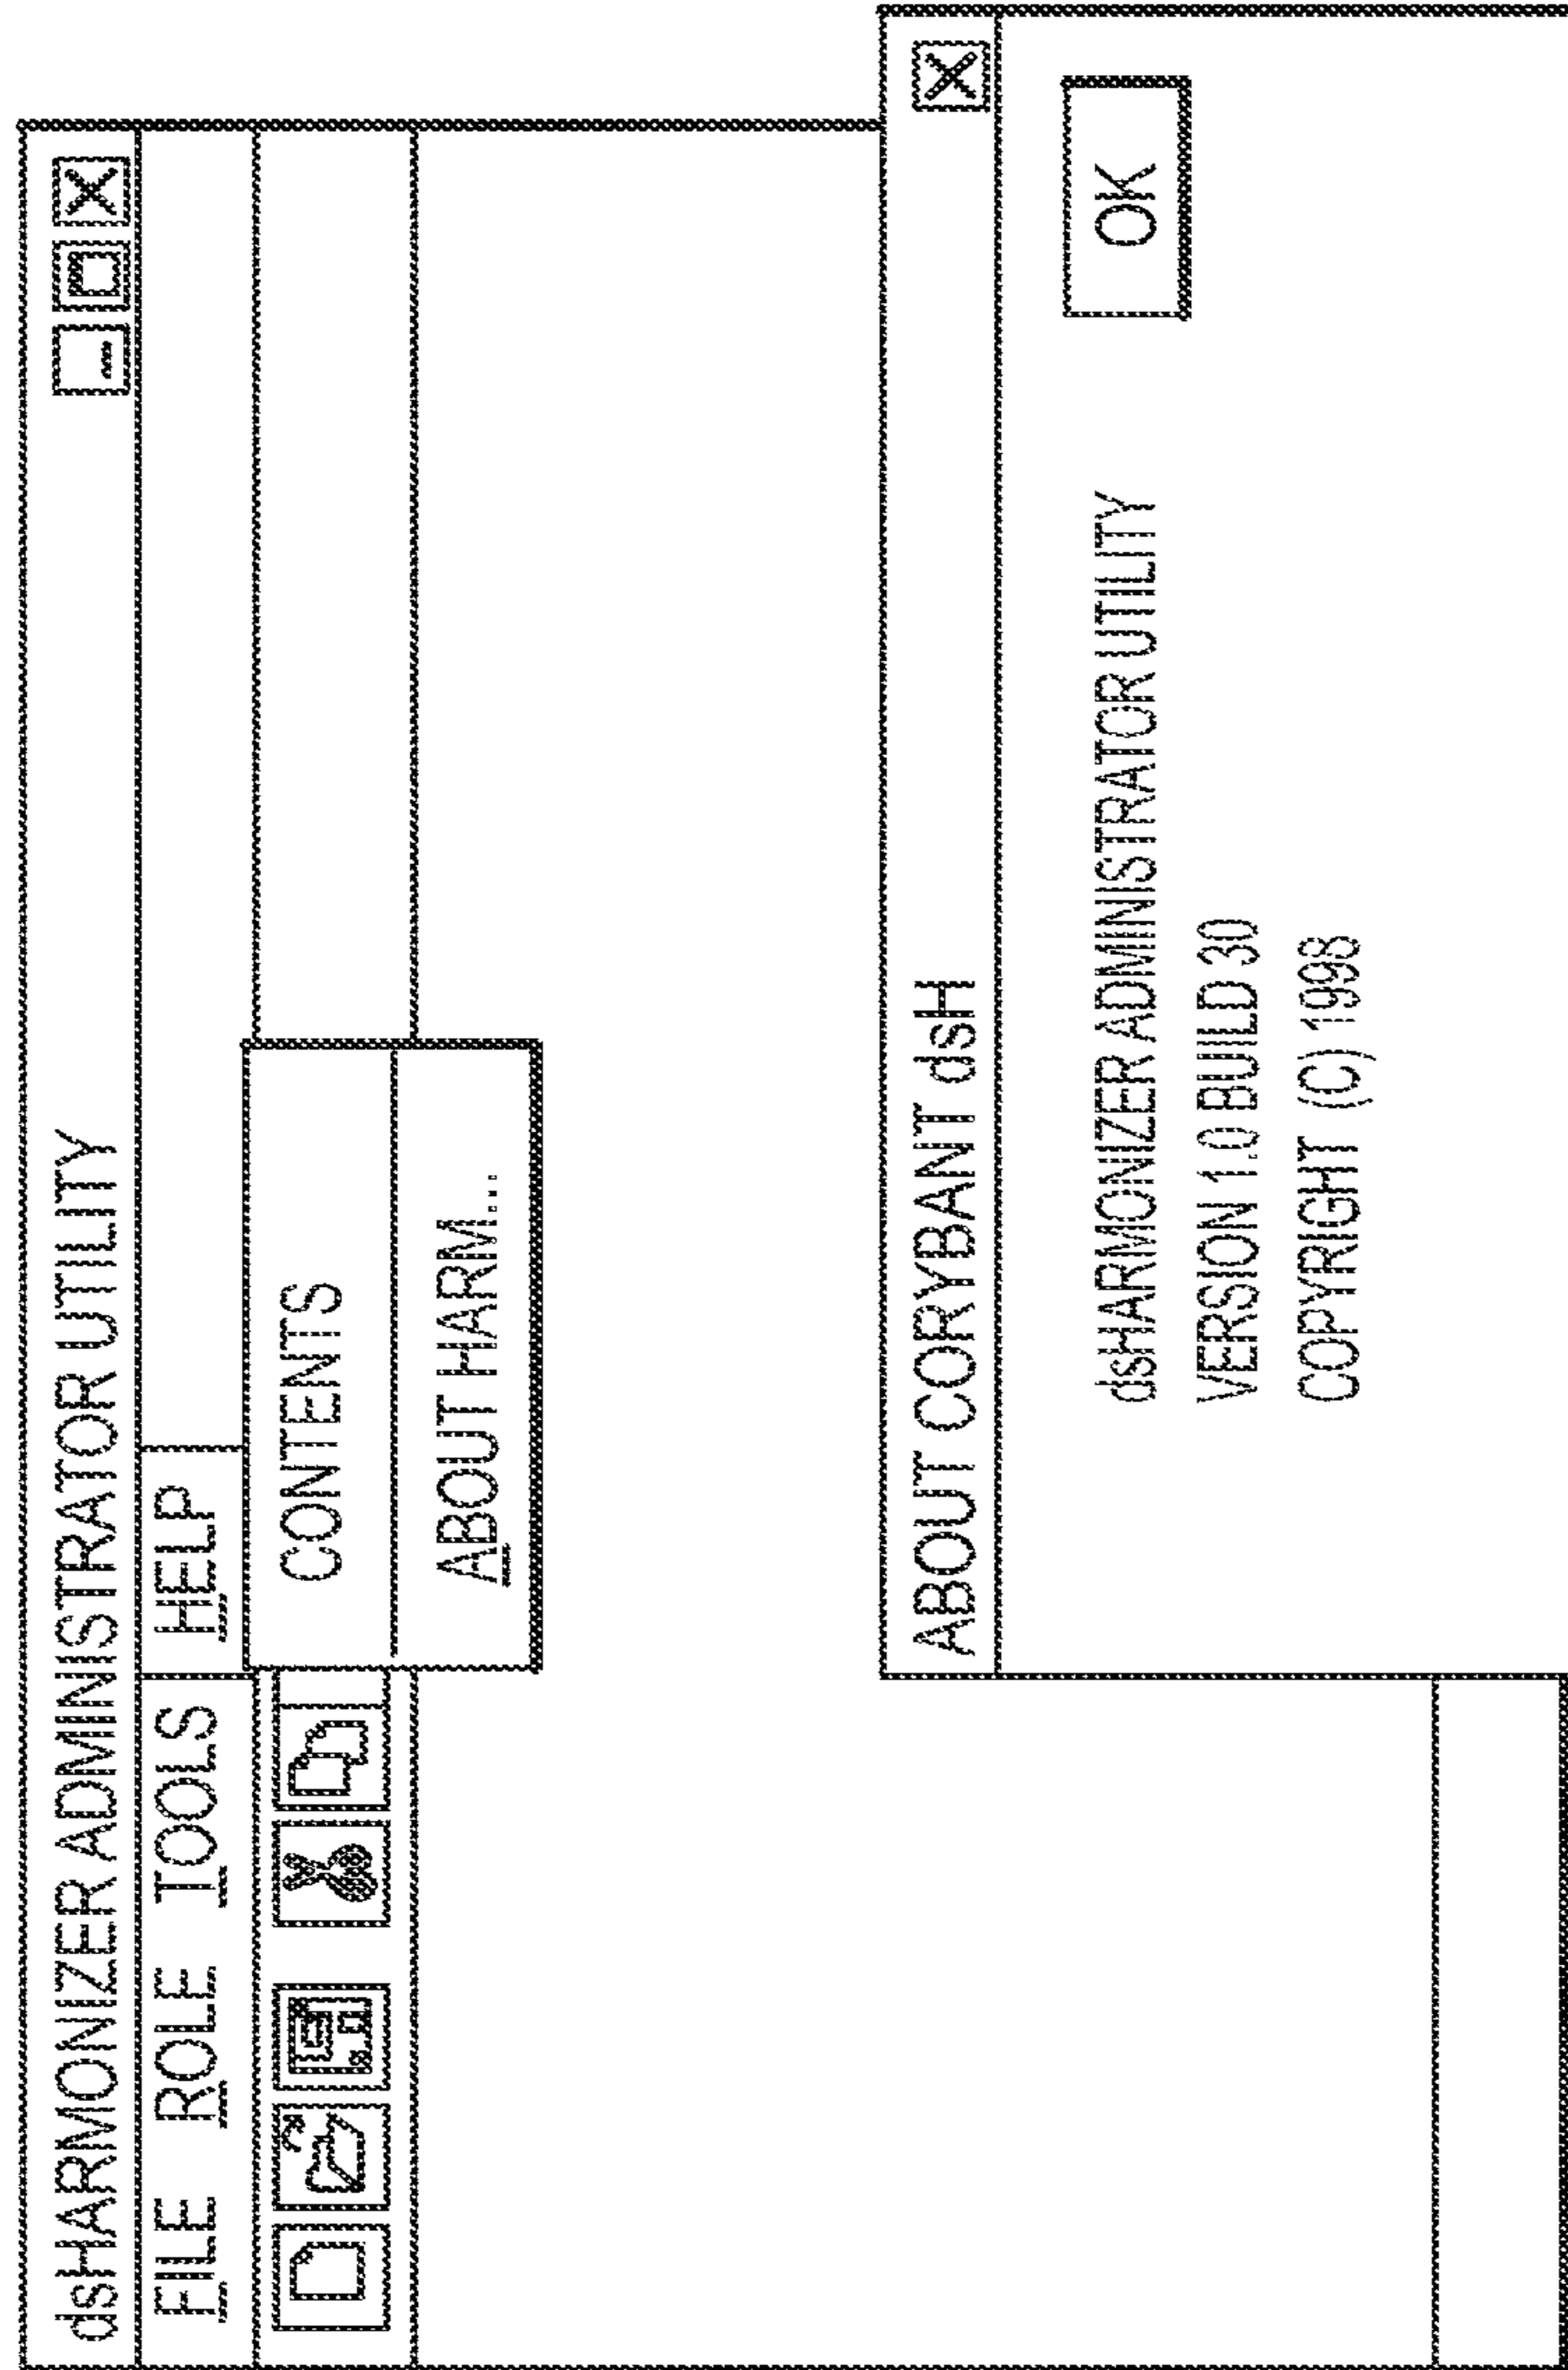 dsHARMONIZER ADMINISTRATOR UTILITY
FILE ROLE TOOLS HELP
CONTENTS
ABOUT HARM...
ABOUT CORYBANT dsH
dsHARMONIZER ADMINISTRATOR UTILITY
OK
VERSION 1.0 BUILD 30
COPYRIGHT (C) 1998